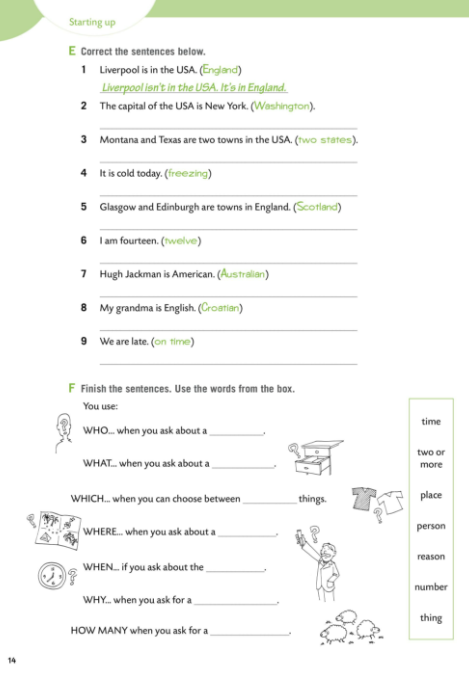 Starting up
E Correct the sentences below.
1 Liverpool is in the USA. (England)
Liverpool isn't in the USA. It's in England.
2 The capital of the USA is New York. (Washington).
3 Montana and Texas are two towns in the USA. (two states).
4 It is cold today. (freezing)
5 Glasgow and Edinburgh are towns in England. (Scotland)
6 I am fourteen. (twelve)
7 Hugh Jackman is American. (Australian)
8 My grandma is English. (Croatian)
9 We are late. (on time)
F Finish the sentences. Use the words from the box.
You use:
WHO... when you ask about a __________.
WHAT... when you ask about a ____________.
WHICH... when you can choose between __________ things.
WHERE... when you ask about a ___________.
WHEN... if you ask about the ___________.
WHY... when you ask for a ______________.
HOW MANY when you ask for a ______________.
time
two or
more
place
person
reason
number
thing
14